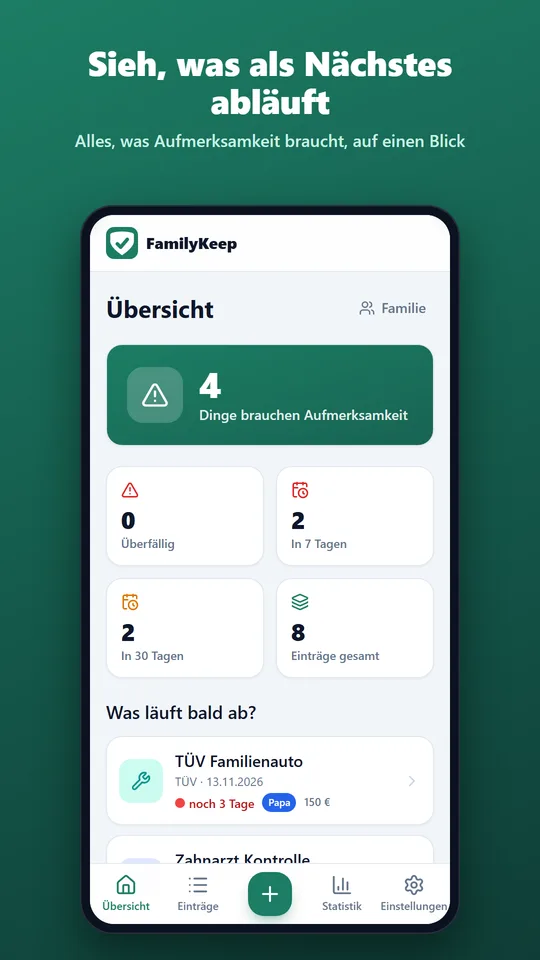 Sieh, was als Nächstes
abläuft
Alles, was Aufmerksamkeit braucht, auf einen Blick
FamilyKeep
Übersicht
Familie
4
Dinge brauchen Aufmerksamkeit
0
Überfällig
2
In 7 Tagen
2
In 30 Tagen
8
Einträge gesamt
Was läuft bald ab?
TÜV Familienauto
TÜV · 13.11.2026
noch 3 Tage Papa 150 €
Zahnarzt Kontrolle
Übersicht
Einträge
Statistik
Einstellungen